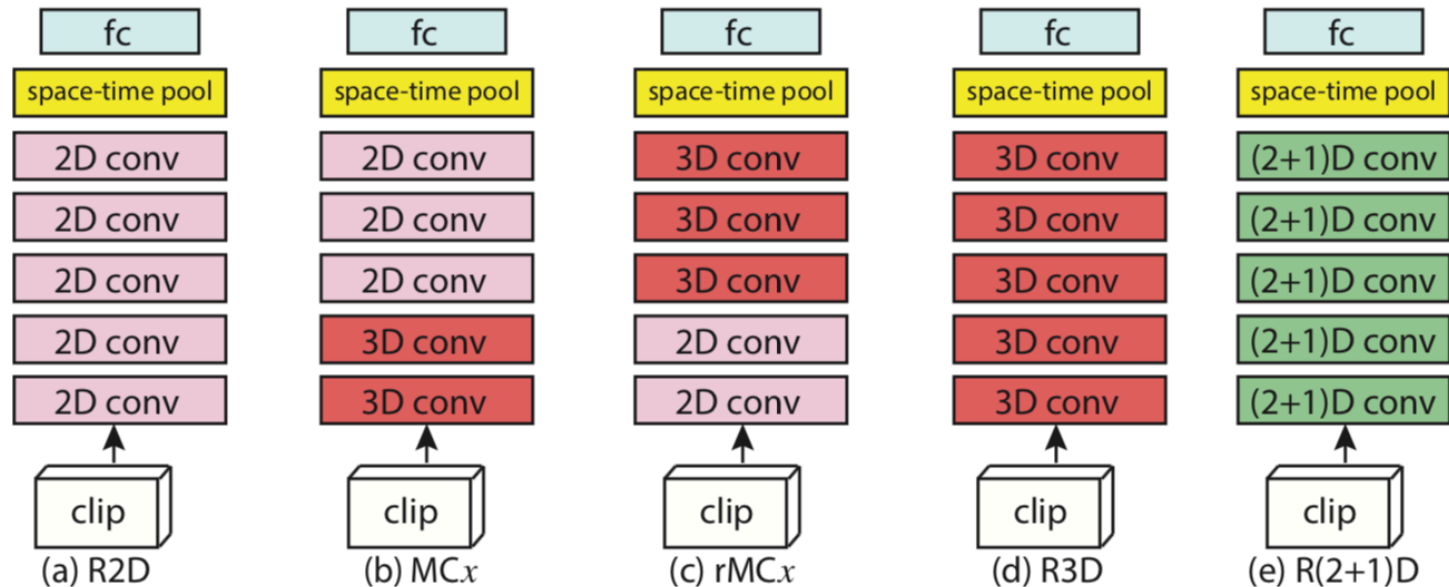 fc fc fc fc fc
space-time pool space-time pool space-time pool space-time pool space-time pool
2D conv 2D conv 3D conv 3D conv (2+1)D conv
2D conv 2D conv 3D conv 3D conv (2+1)D conv
2D conv 2D conv 3D conv 3D conv (2+1)D conv
2D conv 3D conv 2D conv 3D conv (2+1)D conv
2D conv 3D conv 2D conv 3D conv (2+1)D conv
clip clip clip clip clip
(a) R2D (b) MCx (c) rMCx (d) R3D (e) R(2+1)D